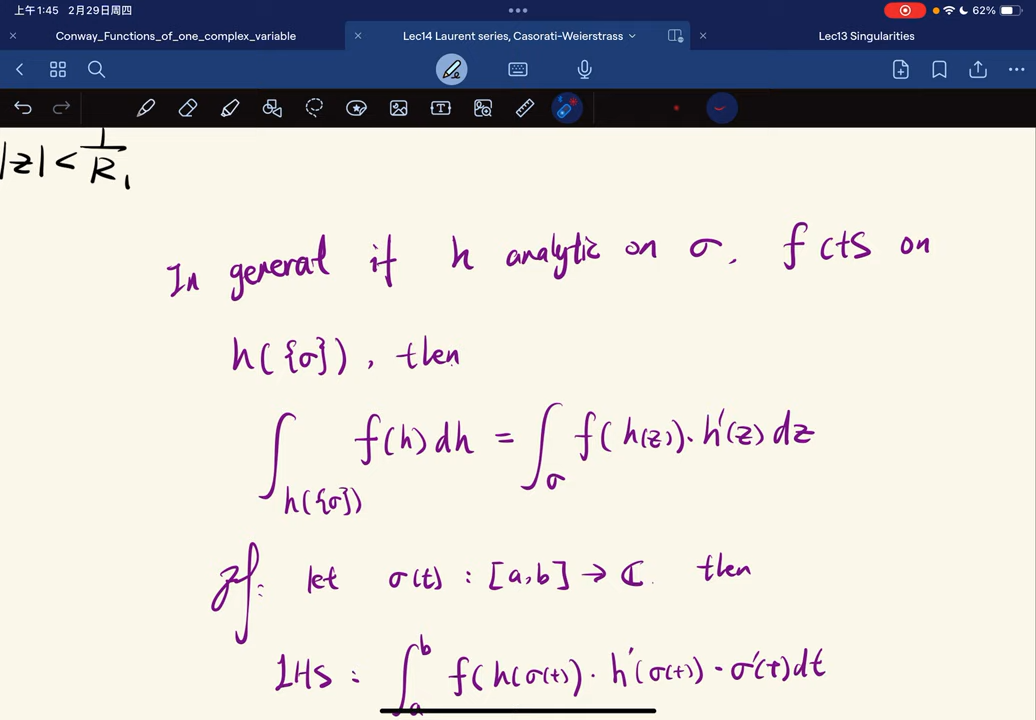 上午1:45 2月29日周四 62%
Conway_Functions_of_one_complex_variable Lec14 Laurent series, Casorati-Weierstrass Lec13 Singularities
|z| < 1/R₁
In general if h analytic on σ, f cts on
h({σ}), then
∫_{h({σ})} f(h)dh = ∫_σ f(h(z))·h'(z)dz
pf: let σ(t) : [a,b] → ℂ. then
LHS : ∫_a^b f(h(σ(t))·h'(σ(t))·σ'(t)dt